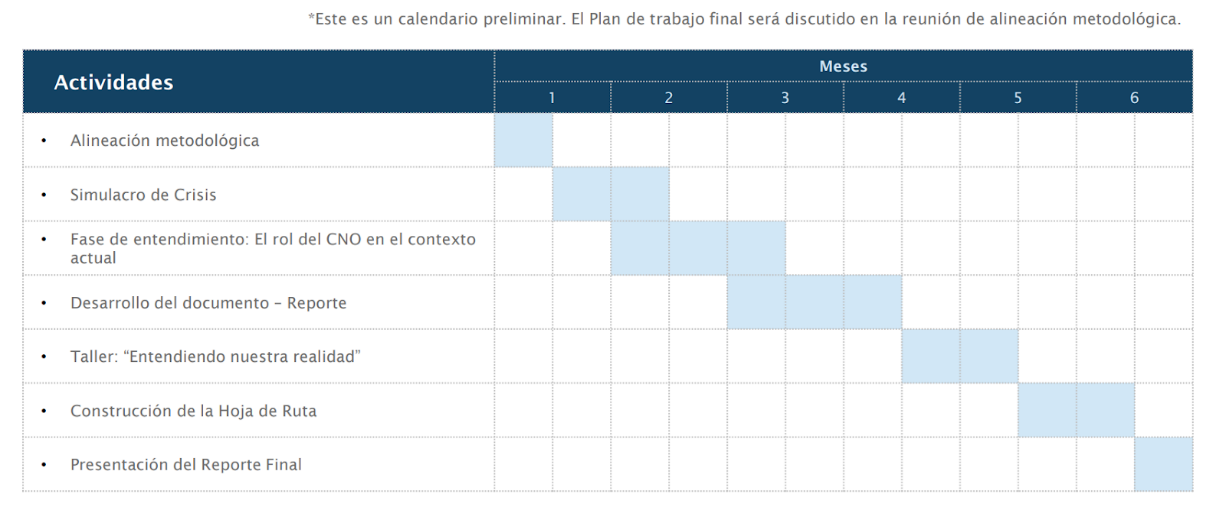 *Este es un calendario preliminar. El Plan de trabajo final será discutido en la reunión de alineación metodológica.
Actividades
Meses
1 2 3 4 5 6
• Alineación metodológica
• Simulacro de Crisis
• Fase de entendimiento: El rol del CNO en el contexto
actual
• Desarrollo del documento – Reporte
• Taller: “Entendiendo nuestra realidad”
• Construcción de la Hoja de Ruta
• Presentación del Reporte Final